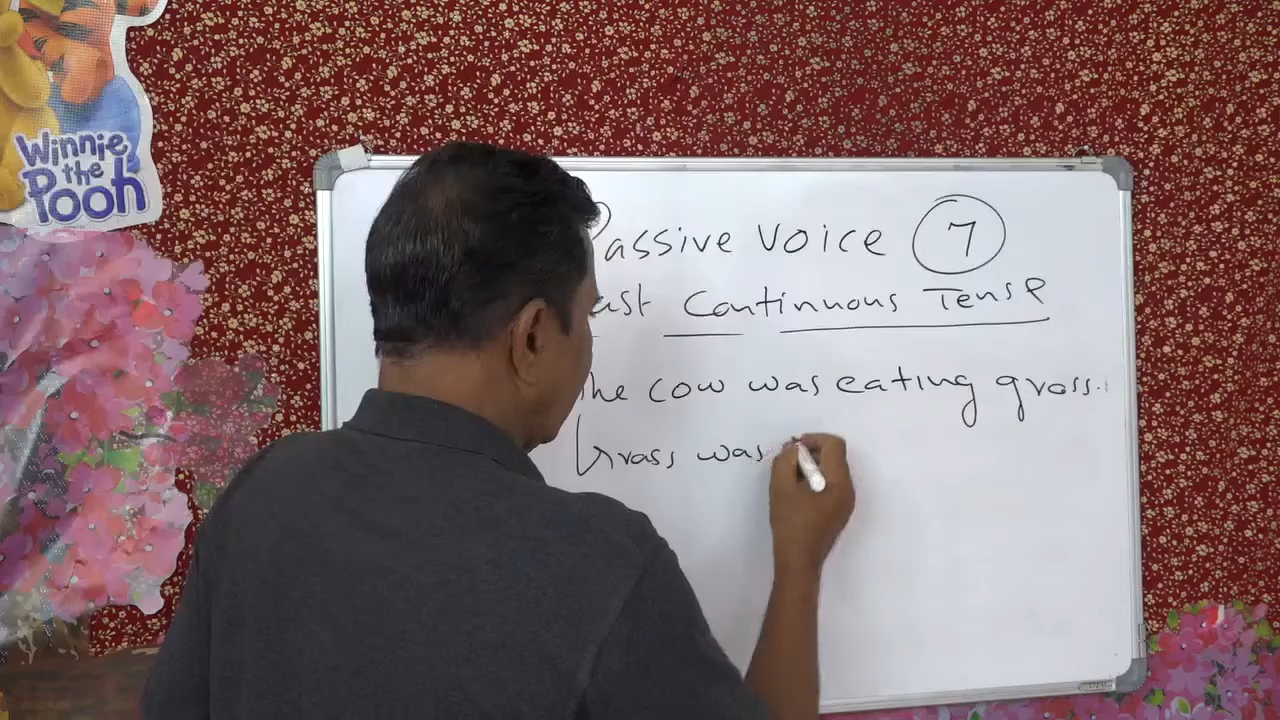 Winnie
the
Pooh
Passive Voice 7
ast Continuous Tense
he cow was eating grass.
Grass was